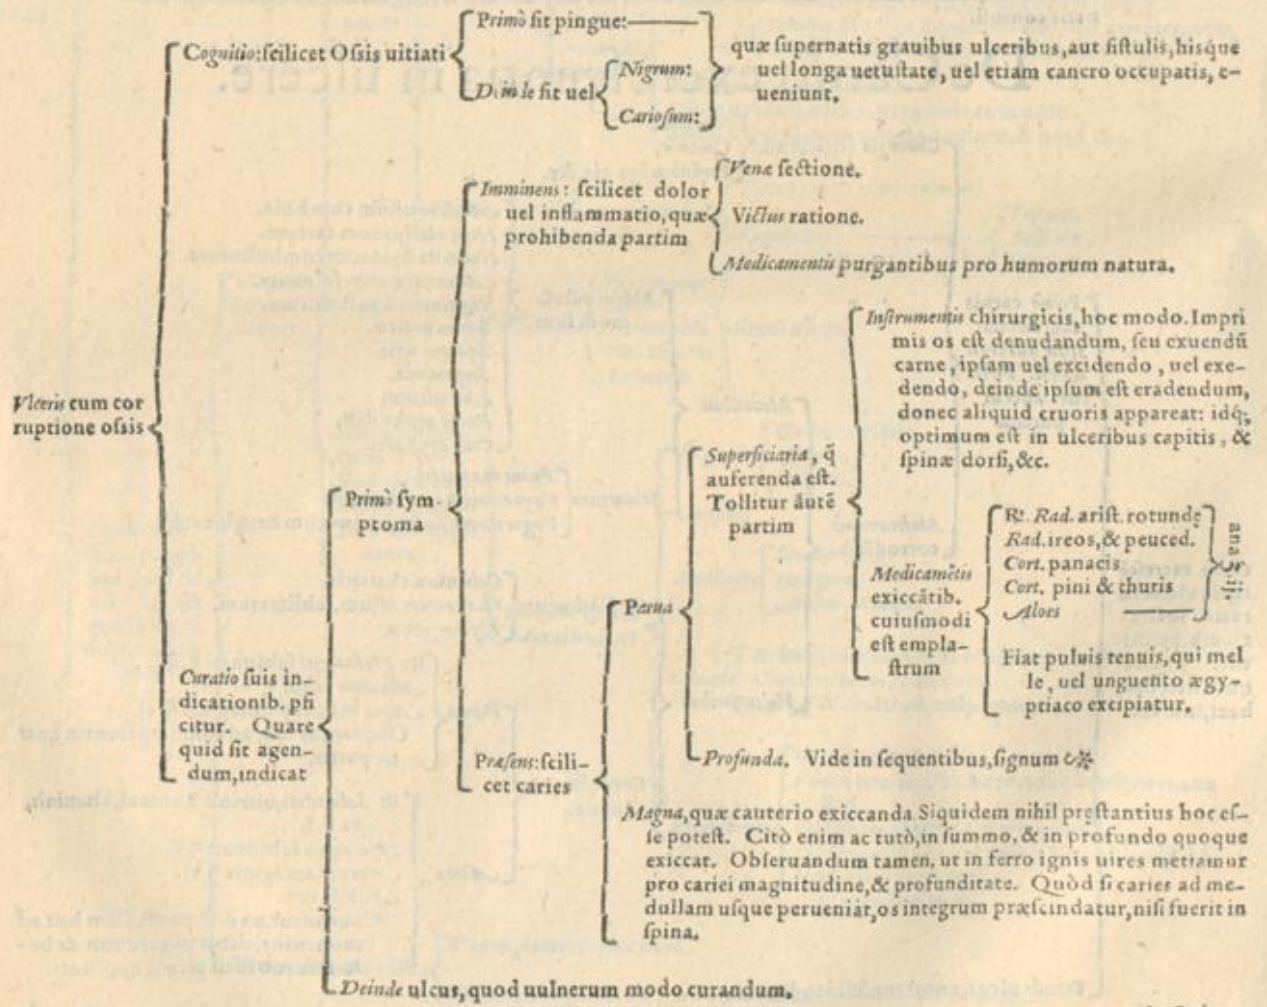 Vlceris cum cor
ruptione ossis
Cognitio: scilicet Ossis uitiati
Primò fit pingue:
fit uel
Nigrum:
Cariosum:
quæ supernatis grauibus ulceribus, aut fistulis, hisque
uel longa uetustate, uel etiam cancro occupatis, e-
ueniunt.
Curatio suis in-
dicationib. pfi
citur. Quare
quid sit agen-
dum, indicat
Primò sym-
ptoma
Imminens: scilicet dolor
uel inflammatio, quæ
prohibenda partim
Venæ sectione.
Victus ratione.
Medicamentis purgantibus pro humorum natura.
Præsens: scili-
cet caries
Parua
Superficiaria, q̃
auferenda est.
Tollitur āutē
partim
Instrumentis chirurgicis, hoc modo. Impri
mis os est denudandum, seu exuendū
carne, ipsam uel excidendo, uel exe-
dendo, deinde ipsum est eradendum,
donec aliquid cruoris appareat: idq;
optimum est in ulceribus capitis, &
spinæ dorsi, &c.
Medicamētis
exiccātib.
cuiusmodi
est empla-
strum
℞. Rad. arist. rotundę
Rad. ireos, & peuced.
Cort. panacis
Cort. pini & thuris
Aloes
ana ʒ ij.
Fiat puluis tenuis, qui mel
le, uel unguento ægy-
ptiaco excipiatur.
Profunda. Vide in sequentibus, signum
Magna, quæ cauterio exiccanda Siquidem nihil pręstantius hoc es-
se potest. Citò enim ac tutò, in summo, & in profundo quoque
exiccat. Obseruandum tamen, ut in ferro ignis uires metiamur
pro cariei magnitudine, & profunditate. Quòd si caries ad me-
dullam usque perueniat, os integrum præscindatur, nisi fuerit in
spina.
Deinde ulcus, quod uulnerum modo curandum.